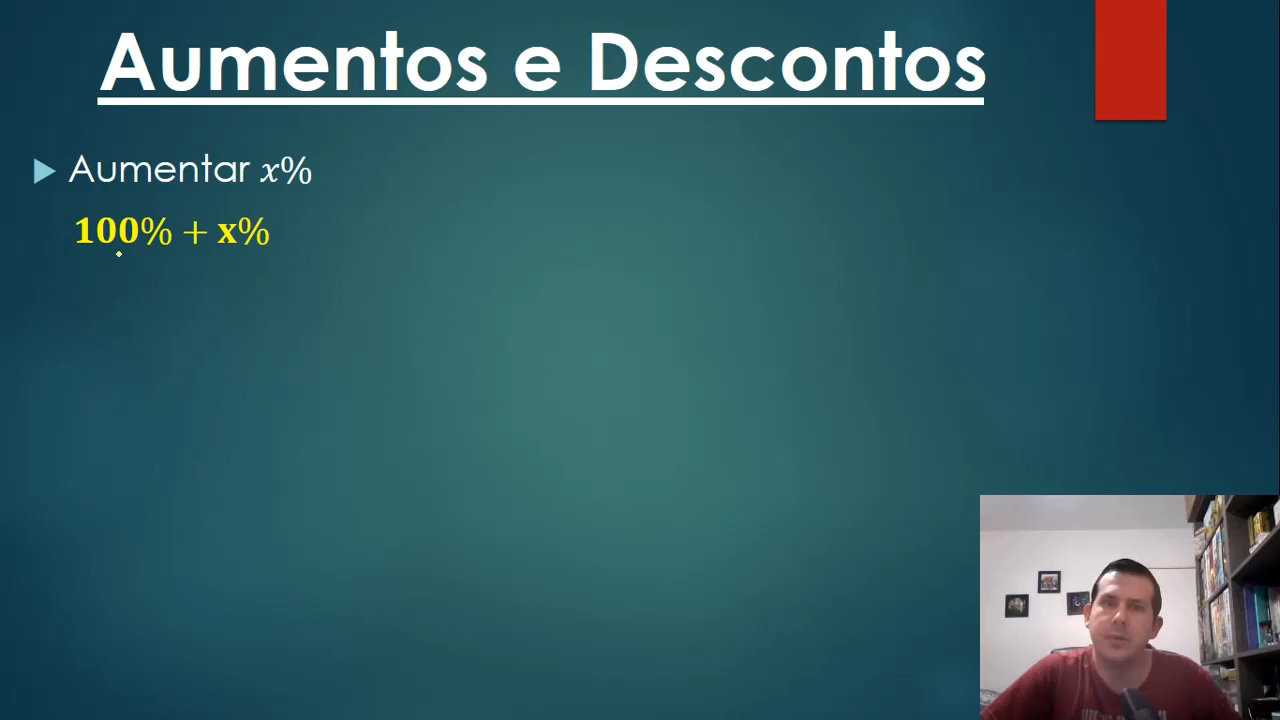 Aumentos e Descontos
Aumentar x%
100% + x%